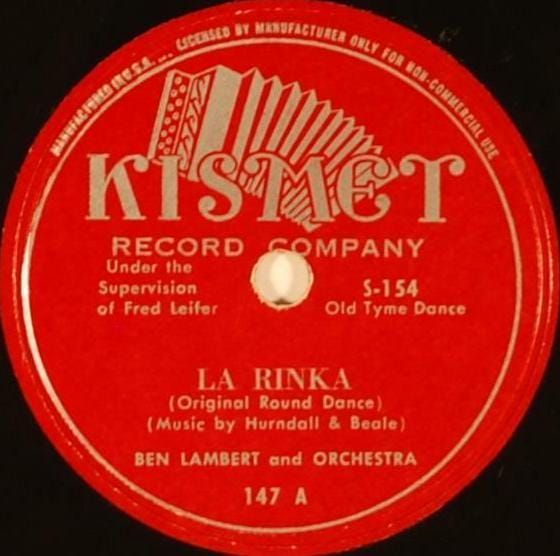 MANUFACTURED IN U.S.A. ... LICENSED BY MANUFACTURER ONLY FOR NON-COMMERCIAL USE
KISMET
RECORD COMPANY
Under the
Supervision
of Fred Leifer
S-154
Old Tyme Dance
LA RINKA
(Original Round Dance)
(Music by Hurndall & Beale)
BEN LAMBERT and ORCHESTRA
147 A